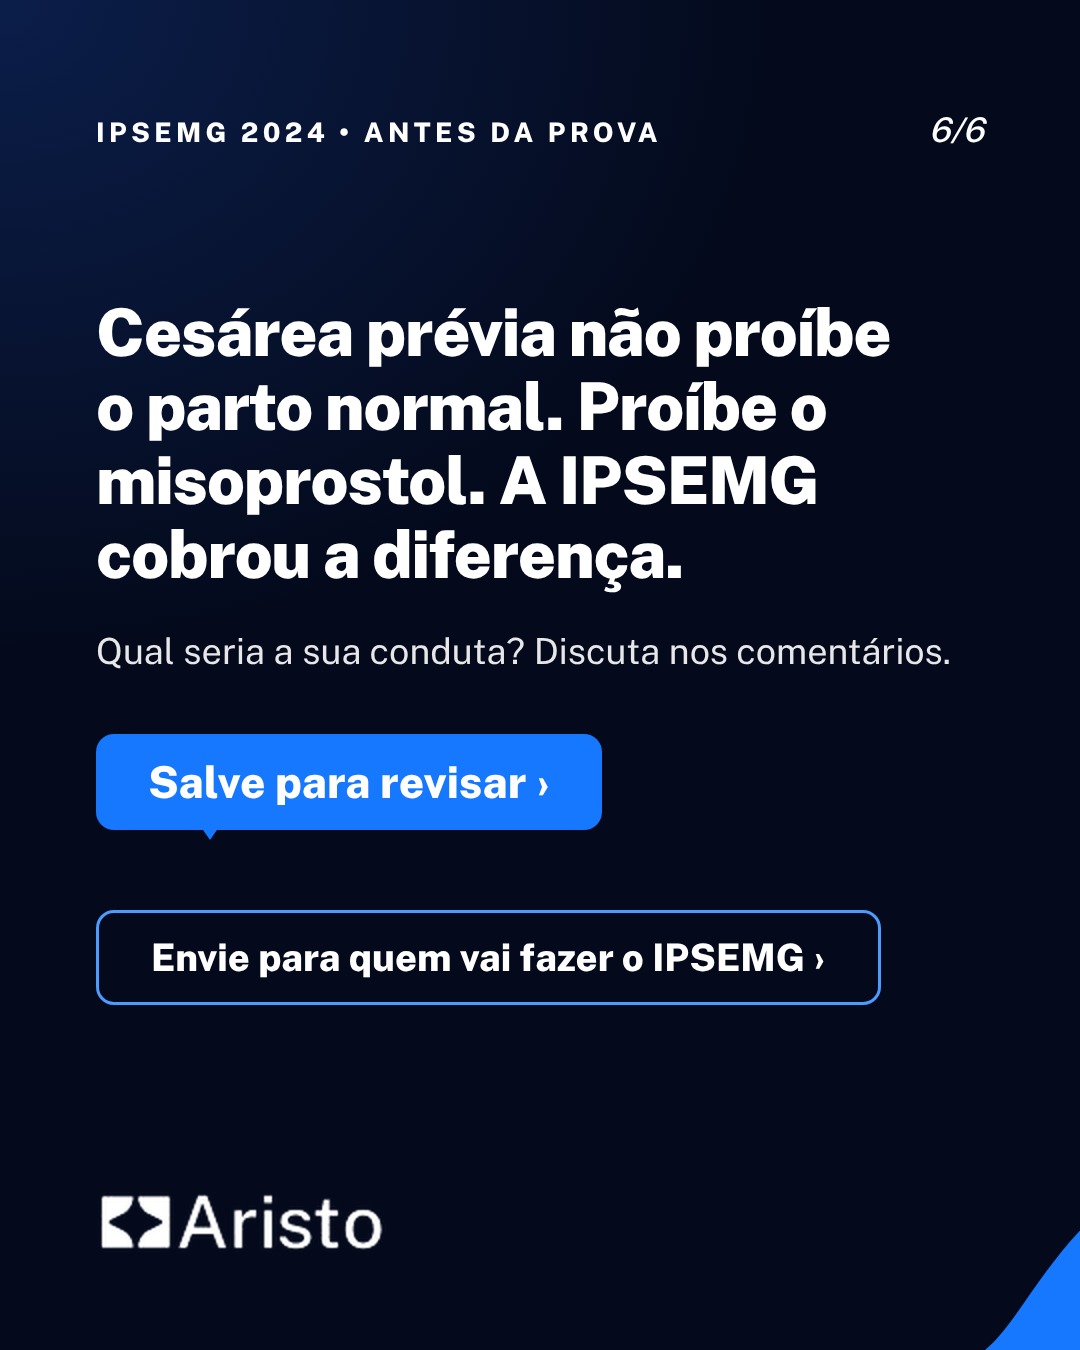 IPSEMG 2024 • ANTES DA PROVA
6/6
Cesárea prévia não proíbe
o parto normal. Proíbe o
misoprostol. A IPSEMG
cobrou a diferença.
Qual seria a sua conduta? Discuta nos comentários.
Salve para revisar ›
Envie para quem vai fazer o IPSEMG ›
Aristo